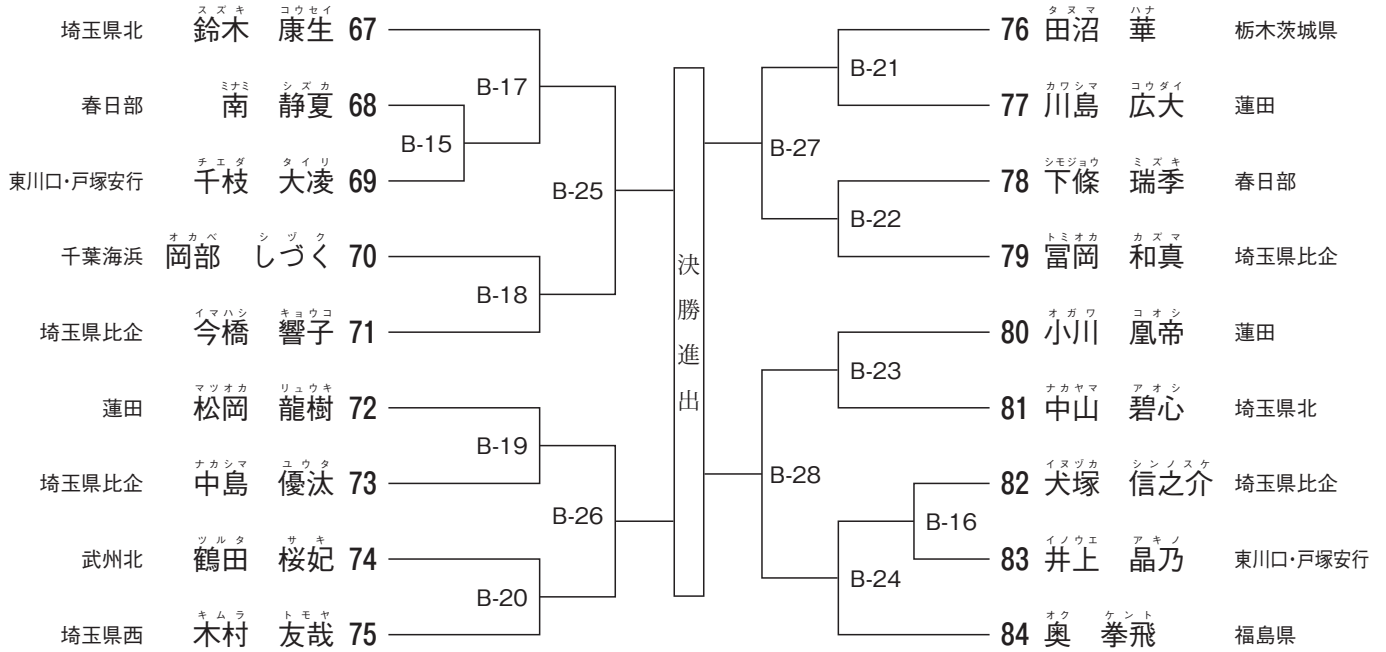 スズキ コウセイ
埼玉県北 鈴木 康生 67
ミナミ シズカ
春日部 南 静夏 68
チエダ タイリ
東川口・戸塚安行 千枝 大凌 69
オカベ シヅク
千葉海浜 岡部 しづく 70
イマハシ キョウコ
埼玉県比企 今橋 響子 71
マツオカ リュウキ
蓮田 松岡 龍樹 72
ナカシマ ユウタ
埼玉県比企 中島 優汰 73
ツルタ サキ
武州北 鶴田 桜妃 74
キムラ トモヤ
埼玉県西 木村 友哉 75
B-17
B-15
B-25
B-18
B-19
B-26
B-20
決勝進出
タヌマ ハナ
76 田沼 華 栃木茨城県
カワシマ コウダイ
77 川島 広大 蓮田
シモジョウ ミズキ
78 下條 瑞季 春日部
トミオカ カズマ
79 冨岡 和真 埼玉県比企
オガワ コオシ
80 小川 凰帝 蓮田
ナカヤマ アオシ
81 中山 碧心 埼玉県北
イヌヅカ シンノスケ
82 犬塚 信之介 埼玉県比企
イノウエ アキノ
83 井上 晶乃 東川口・戸塚安行
オク ケント
84 奥 拳飛 福島県
B-21
B-27
B-22
B-23
B-28
B-16
B-24